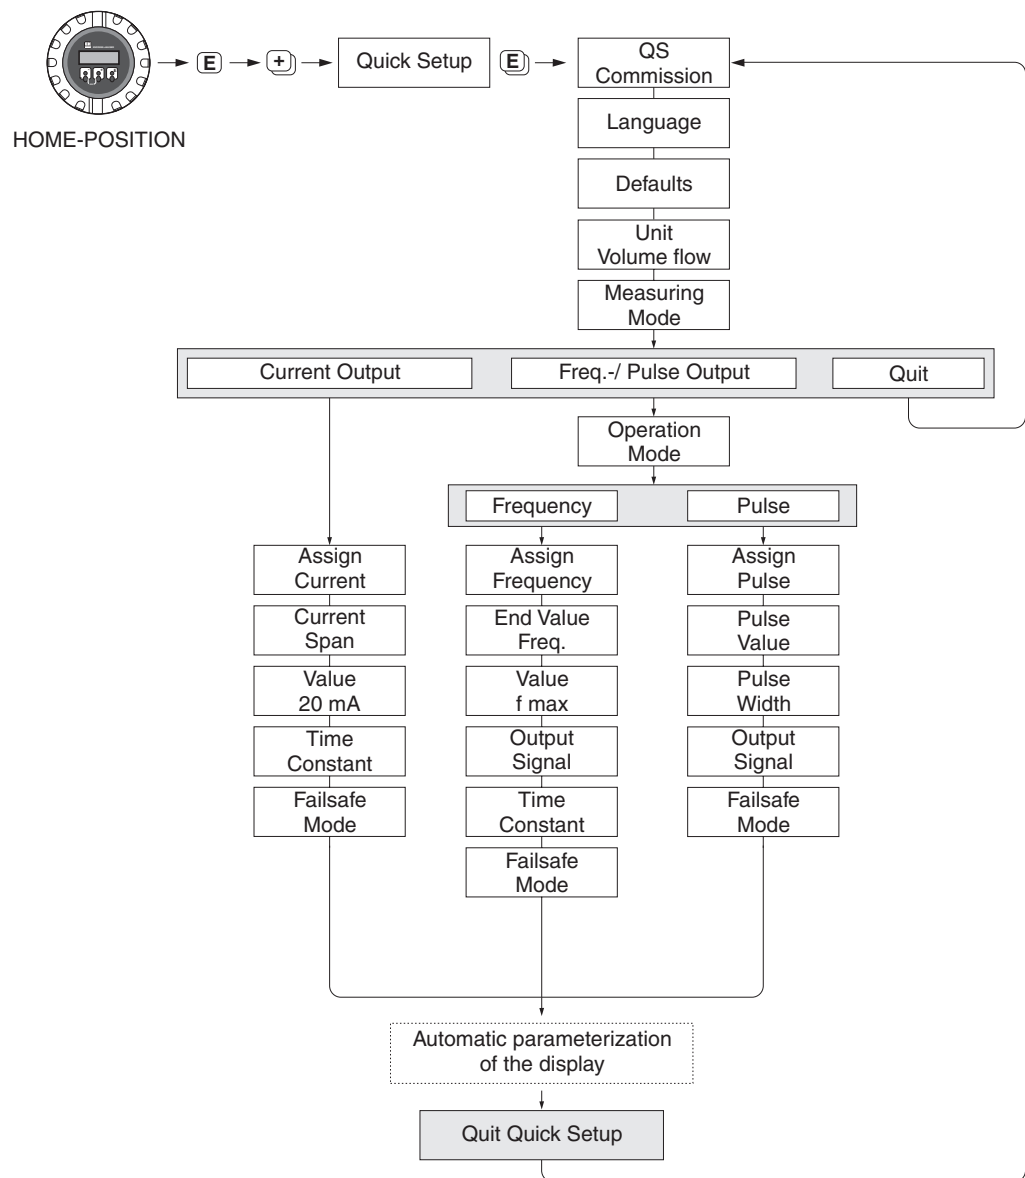 E
+
Quick Setup
E
QS
Commission
HOME-POSITION
Language
Defaults
Unit
Volume flow
Measuring
Mode
Current Output
Freq.-/ Pulse Output
Quit
Operation
Mode
Frequency
Pulse
Assign
Current
Assign
Frequency
Assign
Pulse
Current
Span
End Value
Freq.
Pulse
Value
Value
20 mA
Value
f max
Pulse
Width
Time
Constant
Output
Signal
Output
Signal
Failsafe
Mode
Time
Constant
Failsafe
Mode
Failsafe
Mode
Automatic parameterization
of the display
Quit Quick Setup